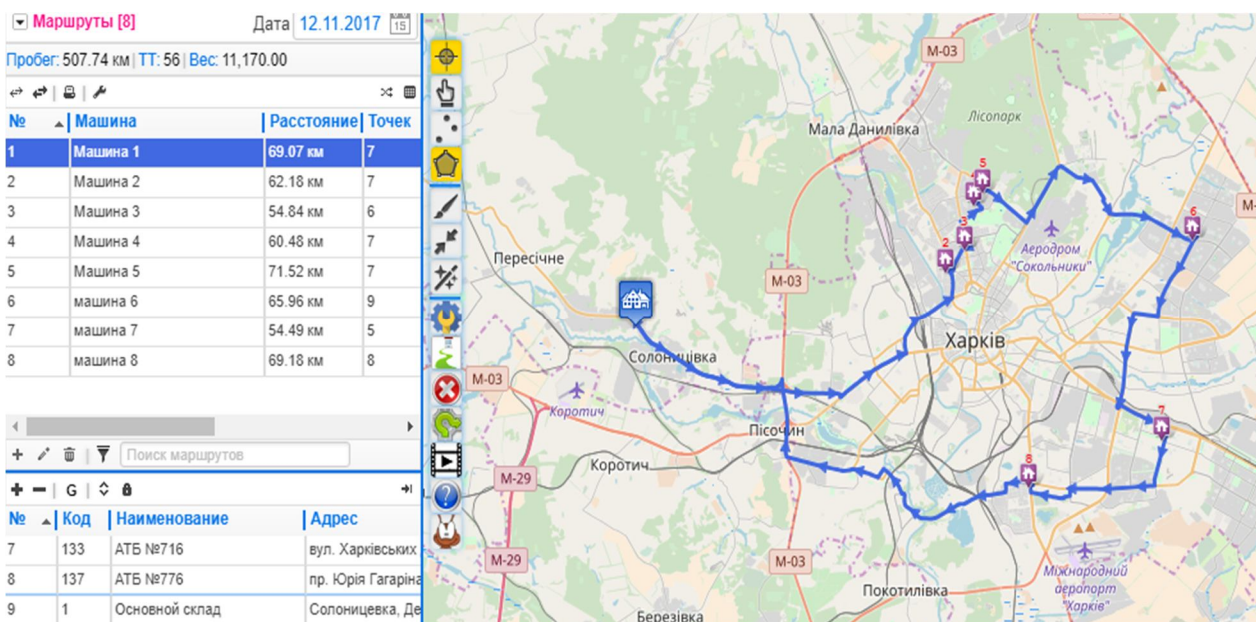 Маршруты [8] Дата 12.11.2017 15
Пробег: 507.74 км | ТТ: 56 | Вес: 11,170.00
№ Машина Расстояние Точек
1 Машина 1 69.07 км 7
2 Машина 2 62.18 км 7
3 Машина 3 54.84 км 6
4 Машина 4 60.48 км 7
5 Машина 5 71.52 км 7
6 машина 6 65.96 км 9
7 машина 7 54.49 км 5
8 машина 8 69.18 км 8
Поиск маршрутов
G
№ Код Наименование Адрес
7 133 АТБ №716 вул. Харківських
8 137 АТБ №776 пр. Юрія Гагаріна
9 1 Основной склад Солоницевка, Де
М-03
Мала Данилівка
Лісопарк
5
3
2
6
М-
Аеродром
"Сокольники"
Пересічне
М-03
Харків
Солоницівка
М-03
Коротич
Пісочин
7
8
Коротич
М-29
М-29
М-03
Покотилівка
Міжнародний
аеропорт
"Харків"
Березівка